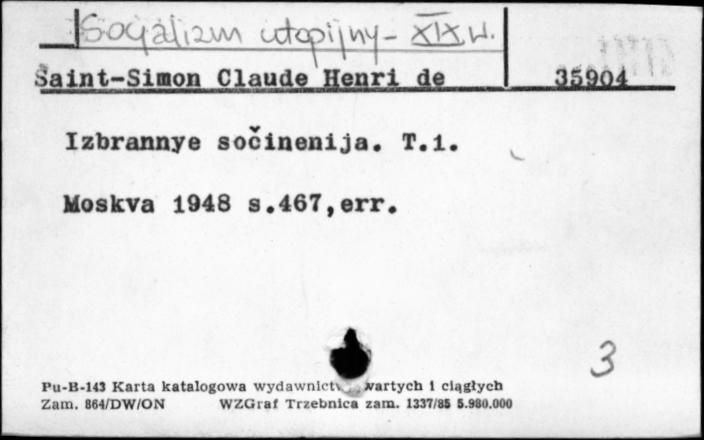 Socjalizm utopijny - XIX w.
Saint-Simon Claude Henri de 35904
Izbrannye sočinenija. T.1.
Moskva 1948 s.467,err.
3
Pu-B-143 Karta katalogowa wydawnictw zwartych i ciągłych
Zam. 864/DW/ON WZGraf Trzebnica zam. 1337/85 5.980.000